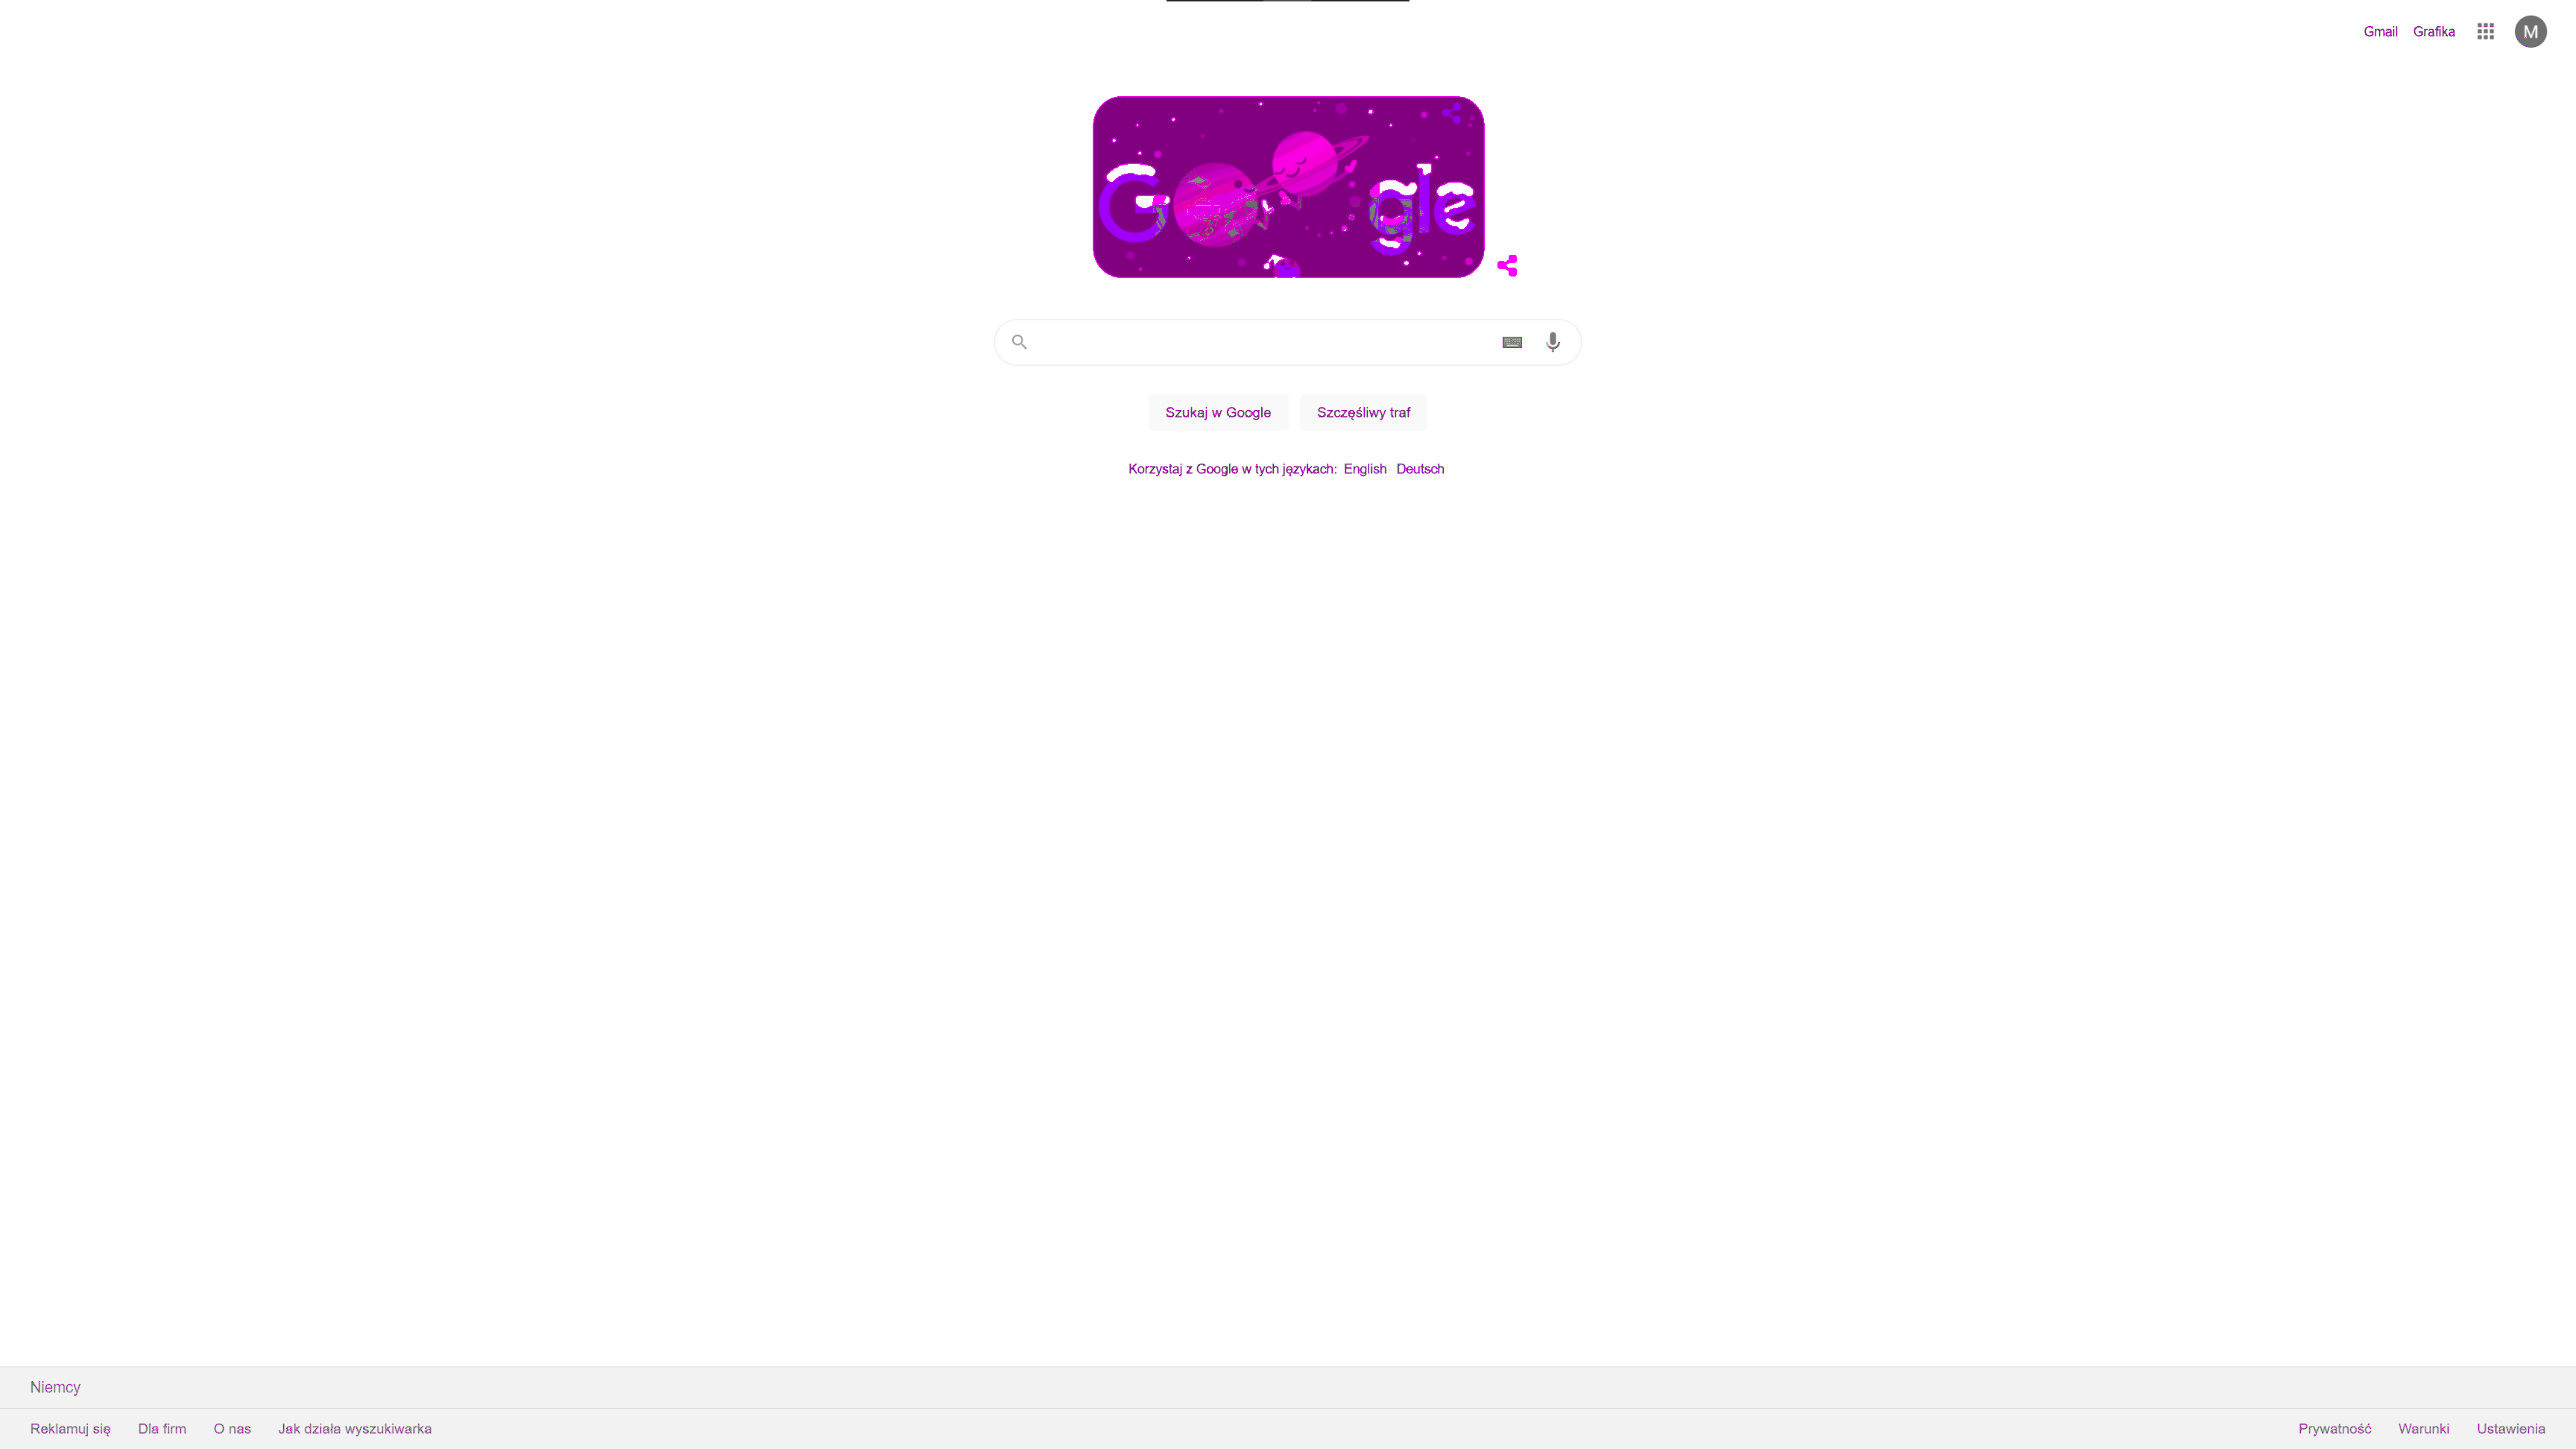 Gmail Grafika M
Google
Szukaj w Google Szczęśliwy traf
Korzystaj z Google w tych językach: English Deutsch
Niemcy
Reklamuj się Dla firm O nas Jak działa wyszukiwarka Prywatność Warunki Ustawienia